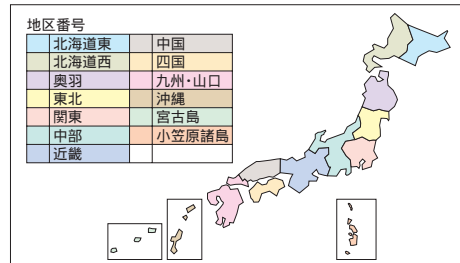 地区番号
北海道東 中国
北海道西 四国
奥羽 九州・山口
東北 沖縄
関東 宮古島
中部 小笠原諸島
近畿